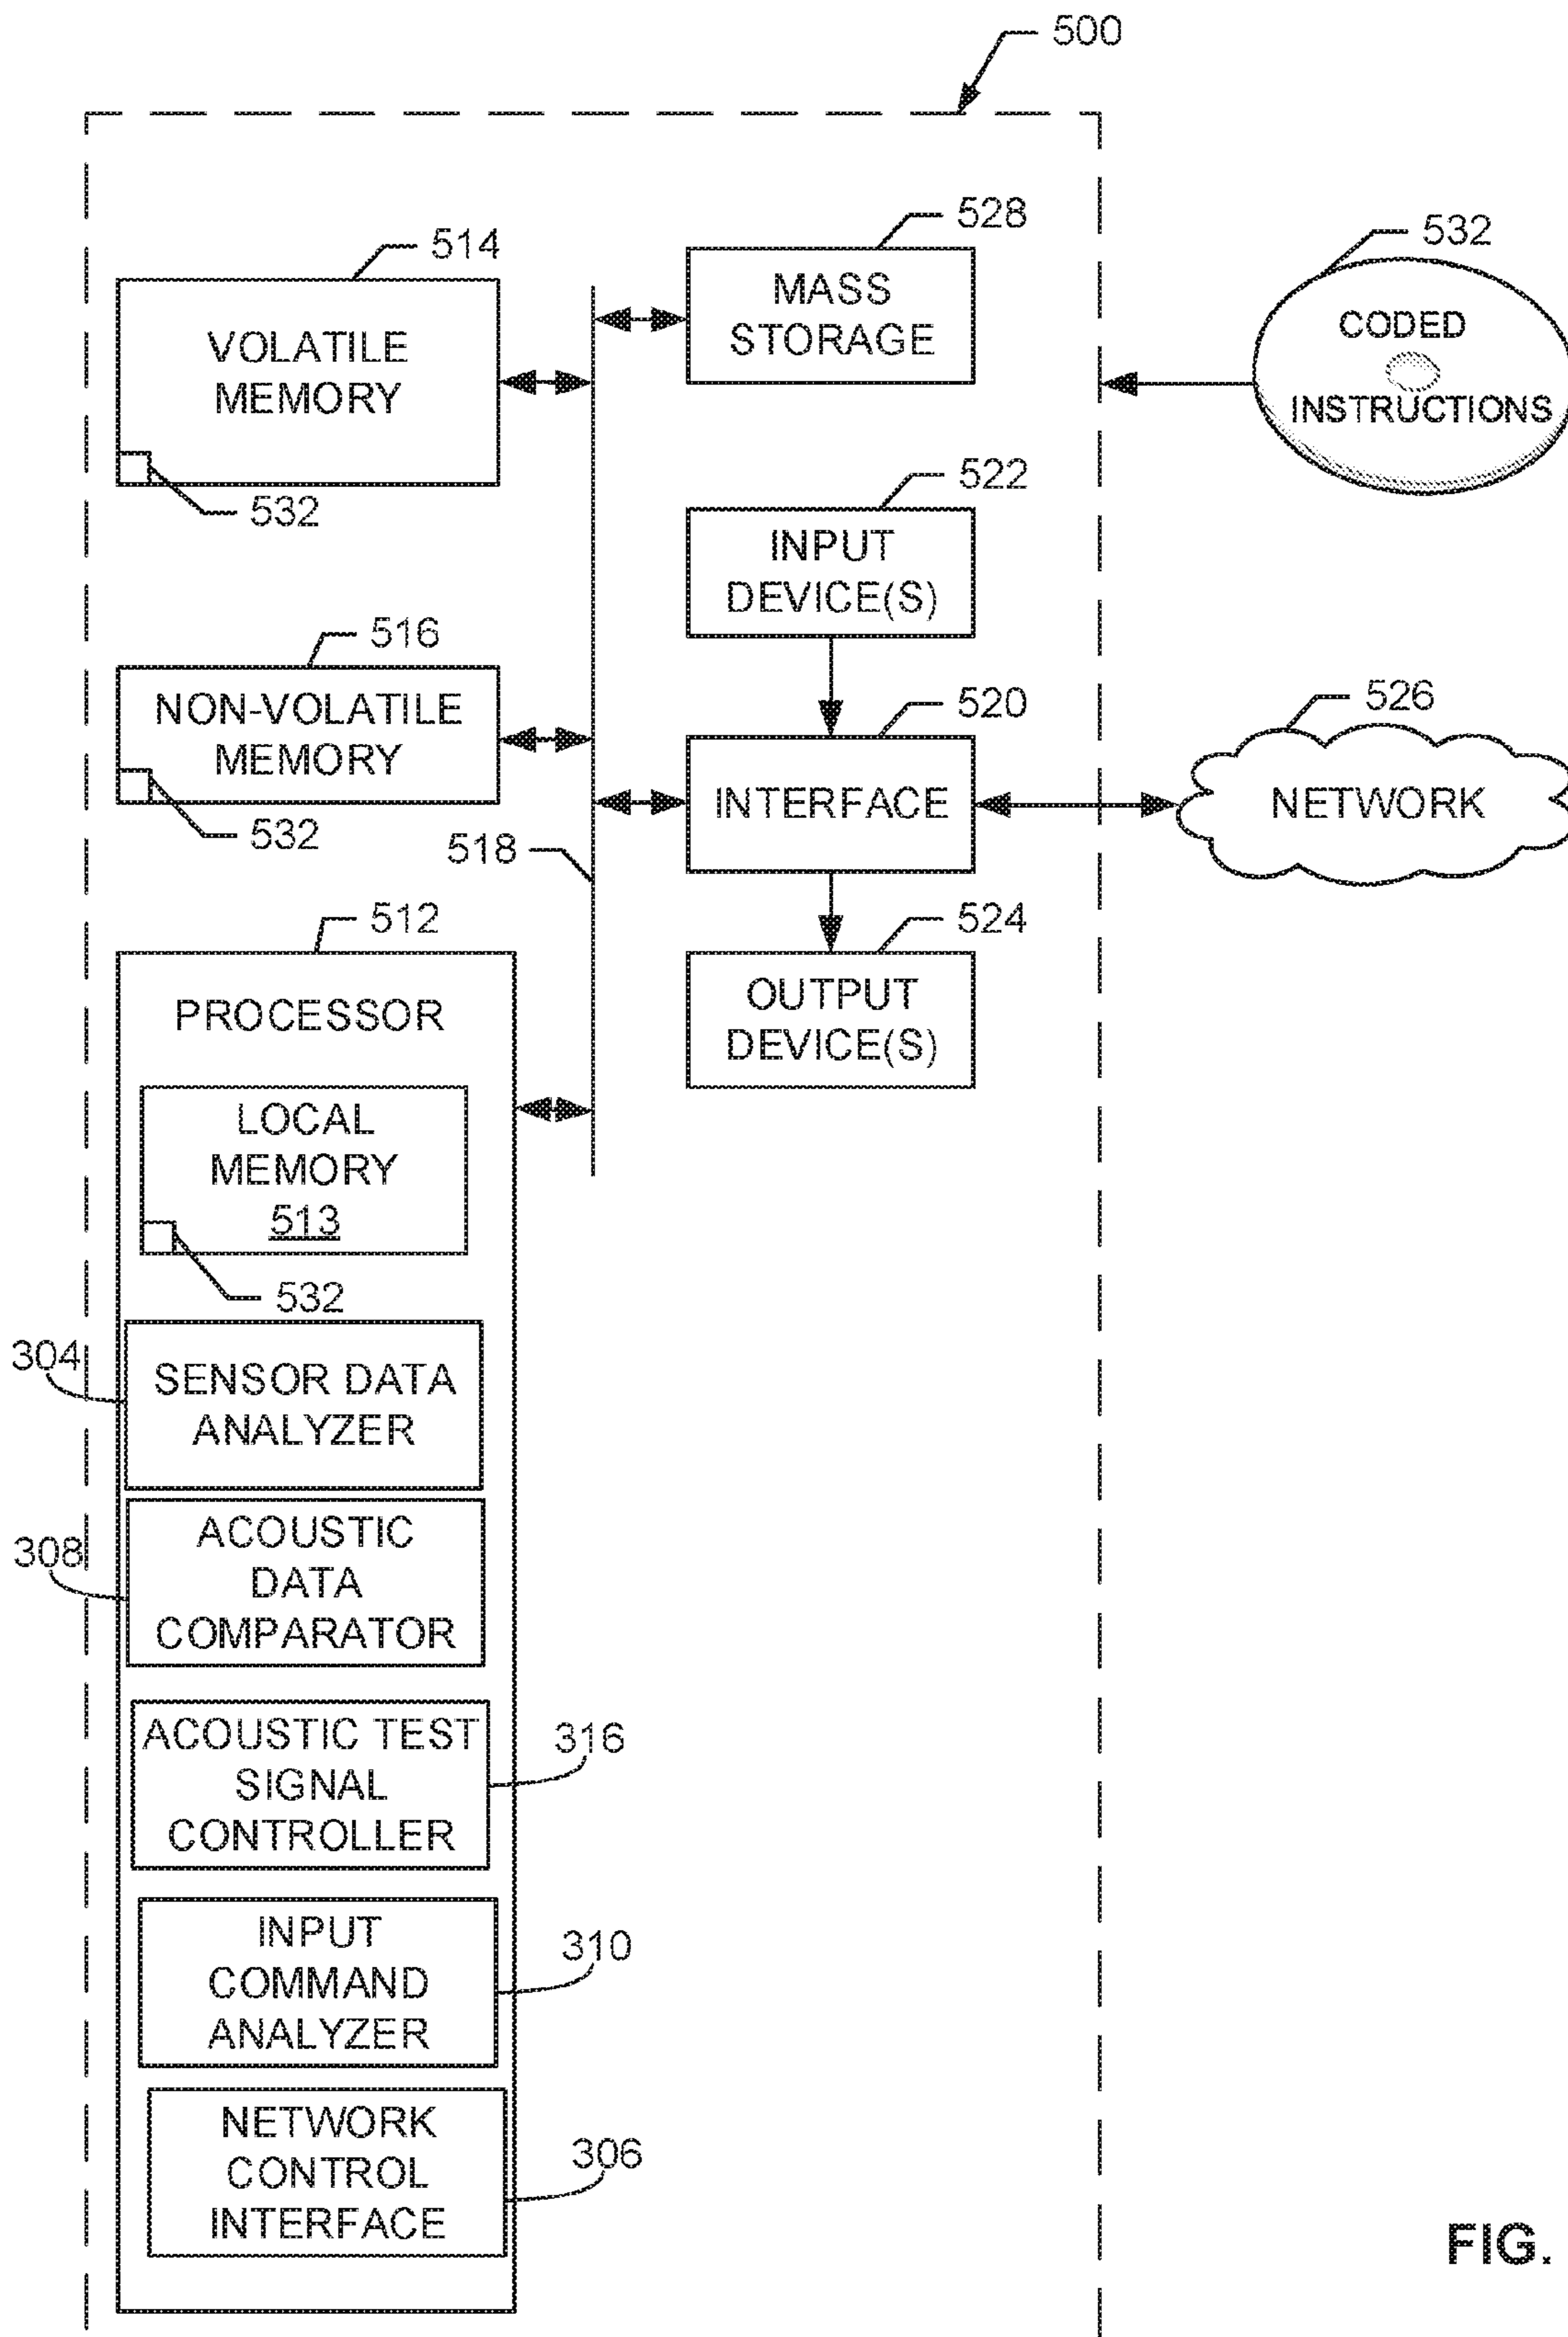 500
528
514
532
MASS
STORAGE
VOLATILE
MEMORY
CODED
INSTRUCTIONS
532
522
INPUT
DEVICE(S)
516
520
526
NON-VOLATILE
MEMORY
INTERFACE
NETWORK
532
518
512
524
PROCESSOR
OUTPUT
DEVICE(S)
LOCAL
MEMORY
513
532
304
SENSOR DATA
ANALYZER
308
ACOUSTIC
DATA
COMPARATOR
ACOUSTIC TEST
SIGNAL
CONTROLLER
316
INPUT
COMMAND
ANALYZER
310
NETWORK
CONTROL
INTERFACE
306
FIG.